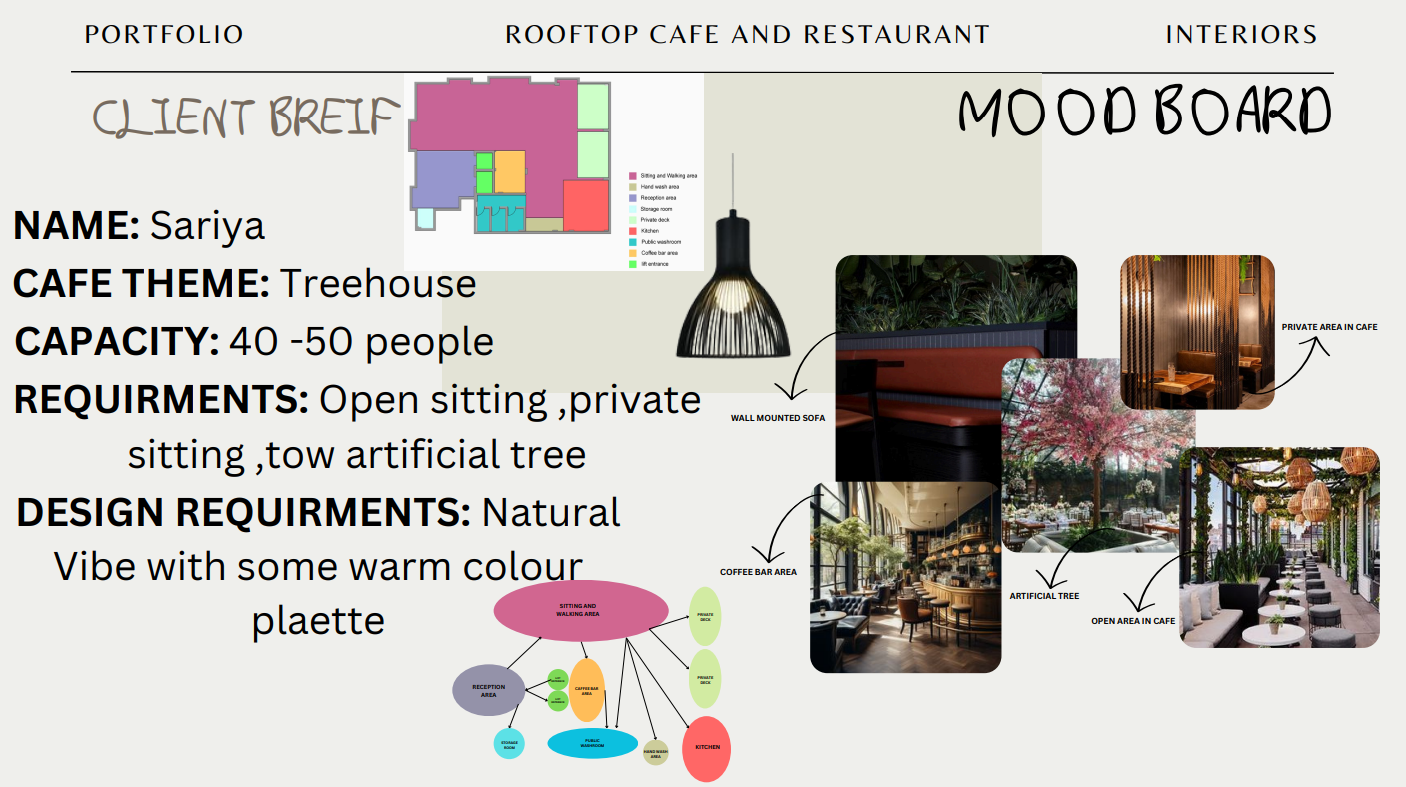 PORTFOLIO
ROOFTOP CAFE AND RESTAURANT
INTERIORS
CLIENT BREIF
MOOD BOARD
Sitting and Walking area
Hand wash area
Reception area
Storage room
Private deck
Kitchen
Public washroom
Coffee bar area
lift entrance
NAME: Sariya
CAFE THEME: Treehouse
CAPACITY: 40 -50 people
REQUIRMENTS: Open sitting ,private
sitting ,tow artificial tree
DESIGN REQUIRMENTS: Natural
Vibe with some warm colour
plaette
PRIVATE AREA IN CAFE
WALL MOUNTED SOFA
COFFEE BAR AREA
ARTIFICIAL TREE
OPEN AREA IN CAFE
SITTING AND
WALKING AREA
PRIVATE
DECK
PRIVATE
DECK
RECEPTION
AREA
CAFFEE BAR
AREA
STORAGE
ROOM
PUBLIC
WASHROOM
HAND WASH
AREA
KITCHEN